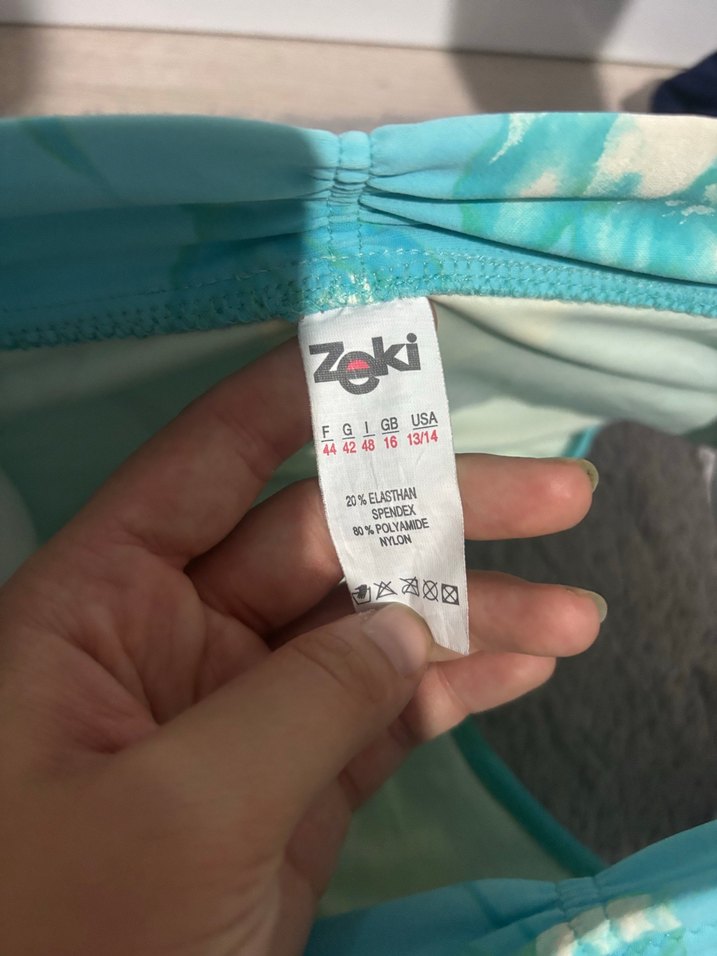 Zeki
F G I GB USA
44 42 48 16 13/14
20% ELASTHAN
SPENDEX
80% POLYAMIDE
NYLON